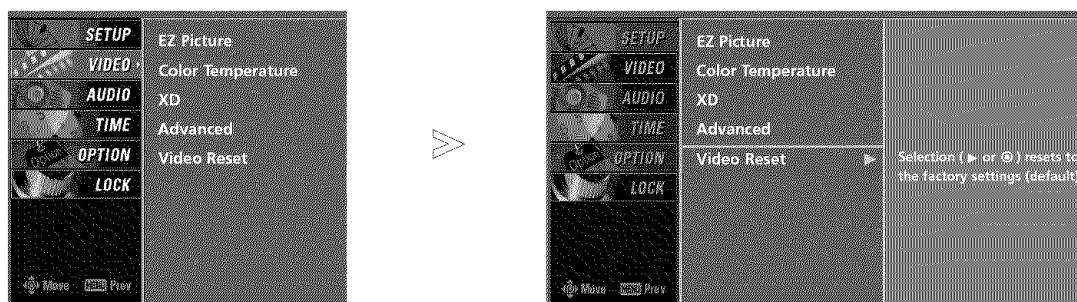 SETUP
VIDEO
AUDIO
TIME
OPTION
LOCK
EZ Picture
Color Temperature
XD
Advanced
Video Reset
Move MENU Prev
>
SETUP
VIDEO
AUDIO
TIME
OPTION
LOCK
EZ Picture
Color Temperature
XD
Advanced
Video Reset ►
Selection ( ► or ◉ ) resets to
the factory settings (default)
Move MENU Prev